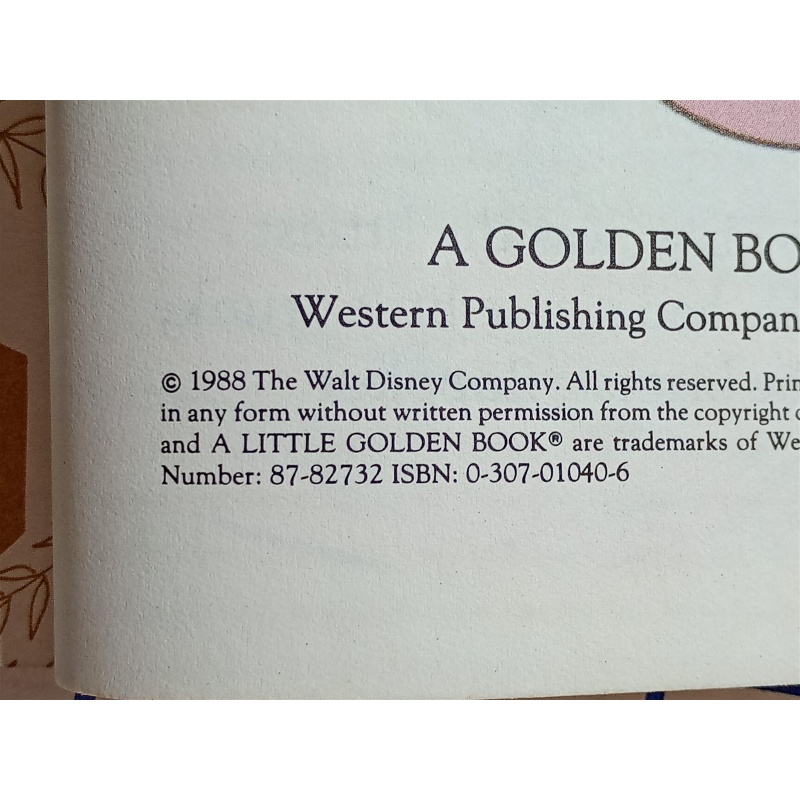 A GOLDEN BO
Western Publishing Compan
© 1988 The Walt Disney Company. All rights reserved. Prin
in any form without written permission from the copyright o
and A LITTLE GOLDEN BOOK® are trademarks of We
Number: 87-82732 ISBN: 0-307-01040-6